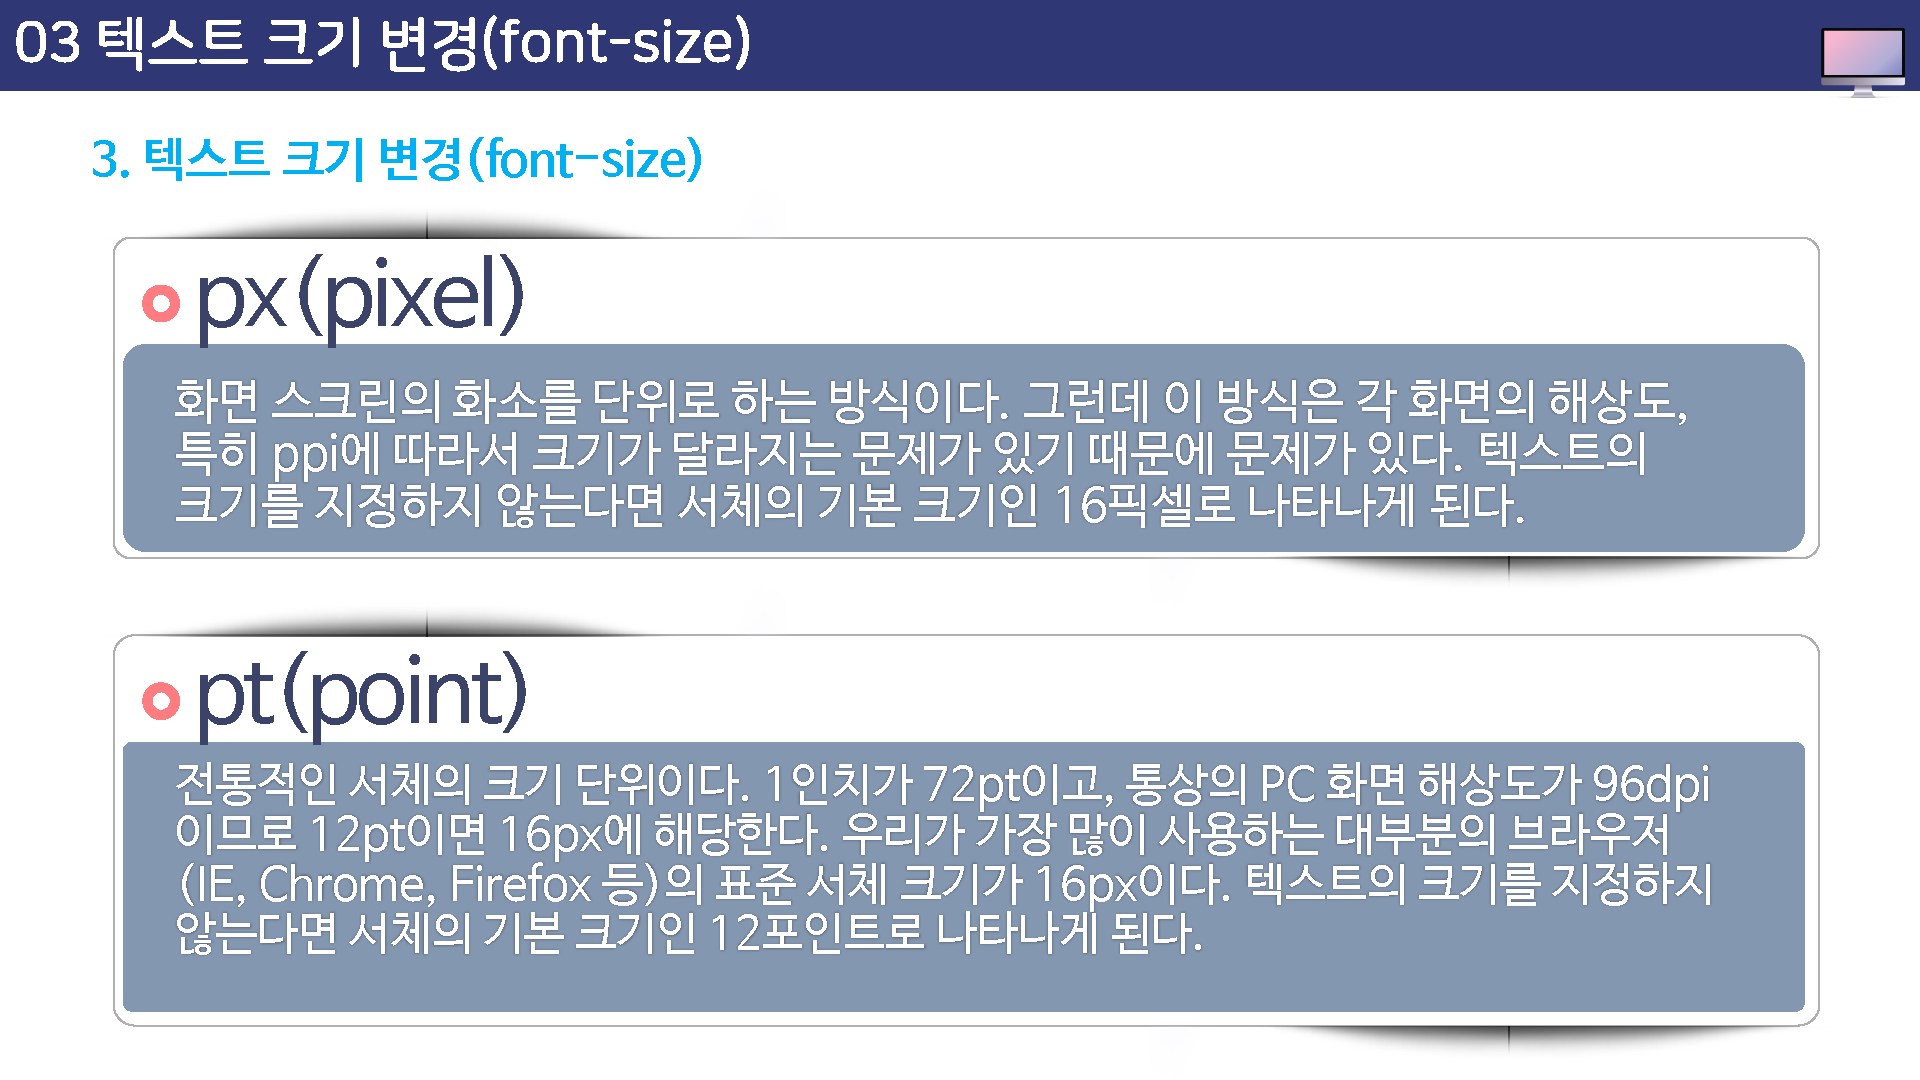 03 텍스트 크기 변경(font-size)
3. 텍스트 크기 변경(font-size)
px(pixel)
화면 스크린의 화소를 단위로 하는 방식이다. 그런데 이 방식은 각 화면의 해상도,
특히 ppi에 따라서 크기가 달라지는 문제가 있기 때문에 문제가 있다. 텍스트의
크기를 지정하지 않는다면 서체의 기본 크기인 16픽셀로 나타나게 된다.
pt(point)
전통적인 서체의 크기 단위이다. 1인치가 72pt이고, 통상의 PC 화면 해상도가 96dpi
이므로 12pt이면 16px에 해당한다. 우리가 가장 많이 사용하는 대부분의 브라우저
(IE, Chrome, Firefox 등)의 표준 서체 크기가 16px이다. 텍스트의 크기를 지정하지
않는다면 서체의 기본 크기인 12포인트로 나타나게 된다.